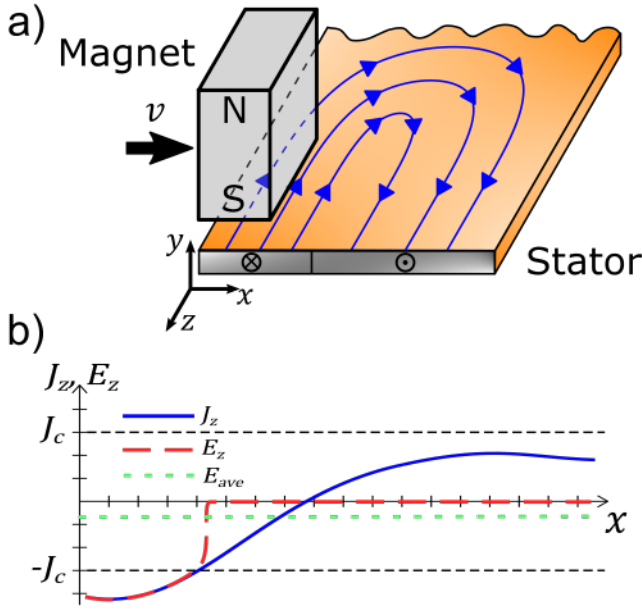 a)
Magnet
N
v
S
y
x
z
⊗
⊙
Stator
b)
J_z, E_z
J_c
J_z
E_z
E_ave
x
-J_c